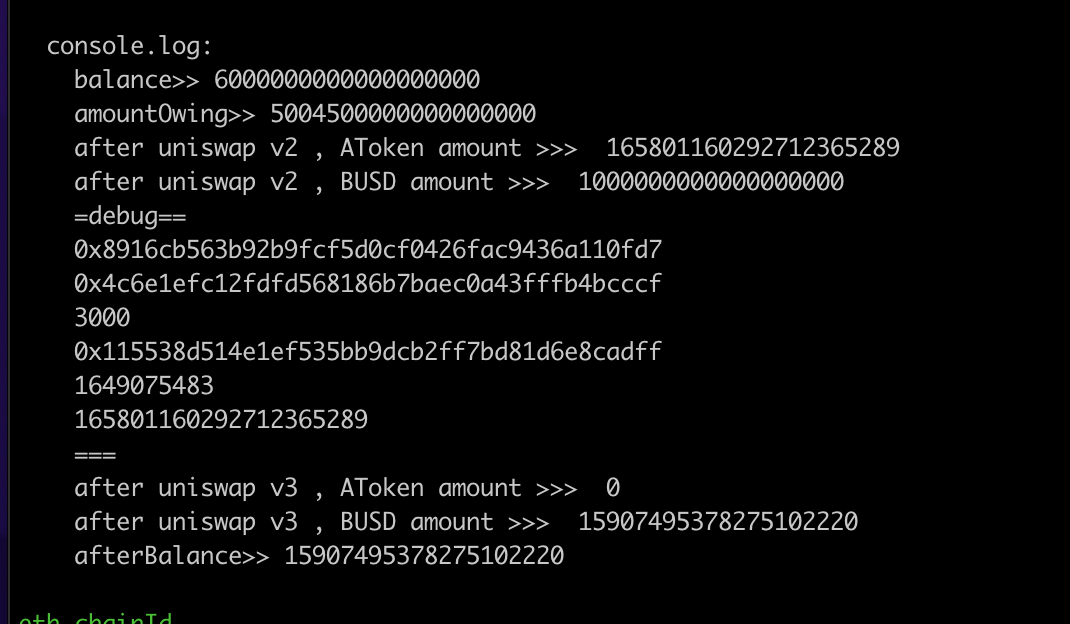 console.log:
balance>> 6000000000000000000
amountOwing>> 5004500000000000000
after uniswap v2 , AToken amount >>>  165801160292712365289
after uniswap v2 , BUSD amount >>>  1000000000000000000
=debug==
0x8916cb563b92b9fcf5d0cf0426fac9436a110fd7
0x4c6e1efc12fdfd568186b7baec0a43fffb4bcccf
3000
0x115538d514e1ef535bb9dcb2ff7bd81d6e8cadff
1649075483
165801160292712365289
===
after uniswap v3 , AToken amount >>>  0
after uniswap v3 , BUSD amount >>>  15907495378275102220
afterBalance>> 15907495378275102220
eth_chainId